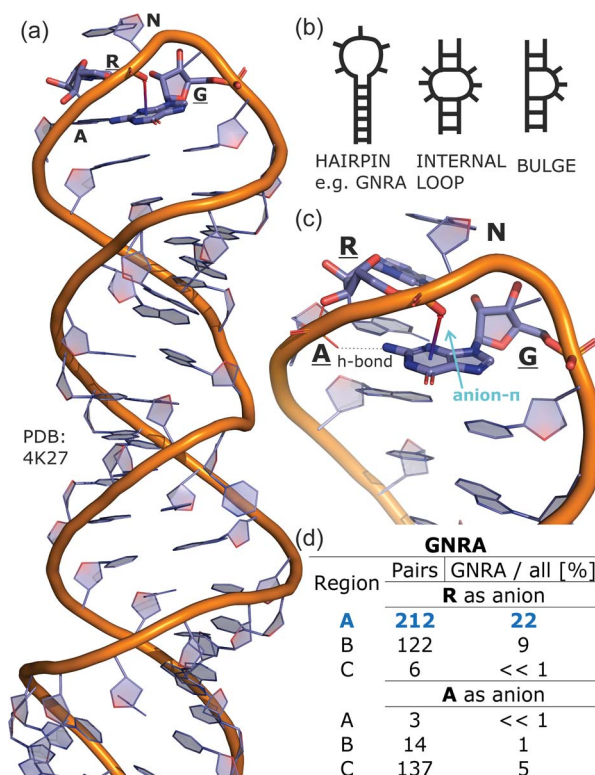 (a)
N
R
G
A
PDB:
4K27
(b)
HAIRPIN
e.g. GNRA
INTERNAL
LOOP
BULGE
(c)
N
R
A
h-bond
G
anion-π
(d)
GNRA
Region Pairs GNRA / all [%]
R as anion
A 212 22
B 122 9
C 6 << 1
A as anion
A 3 << 1
B 14 1
C 137 5